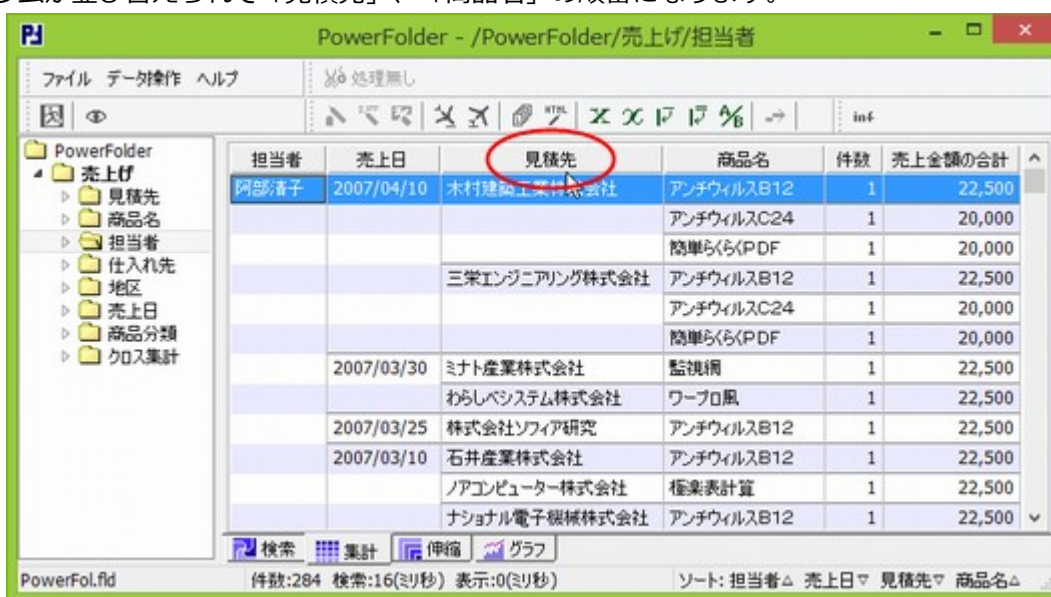 「見積先」、「商品名」の順番になります。
PowerFolder - /PowerFolder/売上げ/担当者
ファイル データ操作 ヘルプ 処理無し
inf
PowerFolder
売上げ
見積先
商品名
担当者
仕入れ先
地区
売上日
商品分類
クロス集計
担当者 売上日 見積先 商品名 件数 売上金額の合計
阿部清子 2007/04/10 木村建築工業株式会社 アンチウィルスB12 1 22,500
アンチウィルスC24 1 20,000
簡単らくらくPDF 1 20,000
三栄エンジニアリング株式会社 アンチウィルスB12 1 22,500
アンチウィルスC24 1 20,000
簡単らくらくPDF 1 20,000
2007/03/30 ミナト産業株式会社 監視網 1 22,500
わらしべシステム株式会社 ワープロ風 1 22,500
2007/03/25 株式会社ソフィア研究 アンチウィルスB12 1 22,500
2007/03/10 石井産業株式会社 アンチウィルスB12 1 22,500
ノアコンピューター株式会社 極楽表計算 1 22,500
ナショナル電子機械株式会社 アンチウィルスB12 1 22,500
検索 集計 伸縮 グラフ
PowerFol.fld 件数:284 検索:16(ミリ秒) 表示:0(ミリ秒) ソート: 担当者△ 売上日▽ 見積先▽ 商品名△